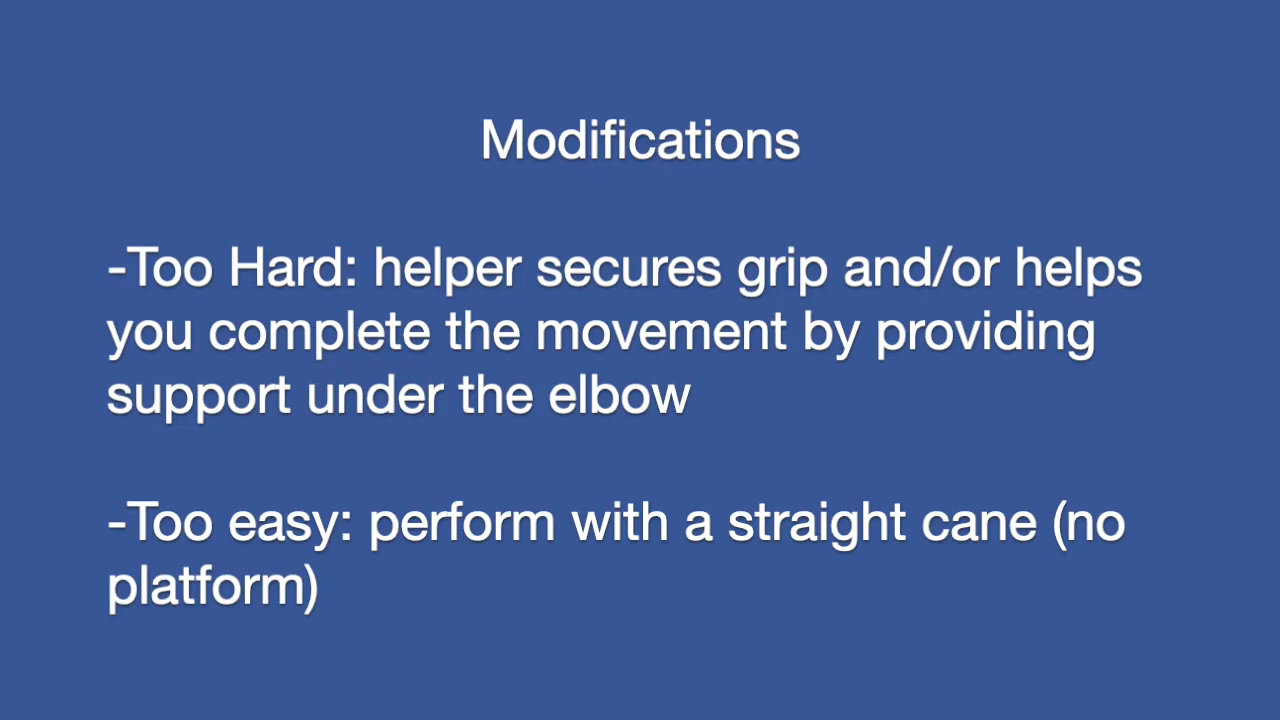 Modifications
-Too Hard: helper secures grip and/or helps
you complete the movement by providing
support under the elbow
-Too easy: perform with a straight cane (no
platform)